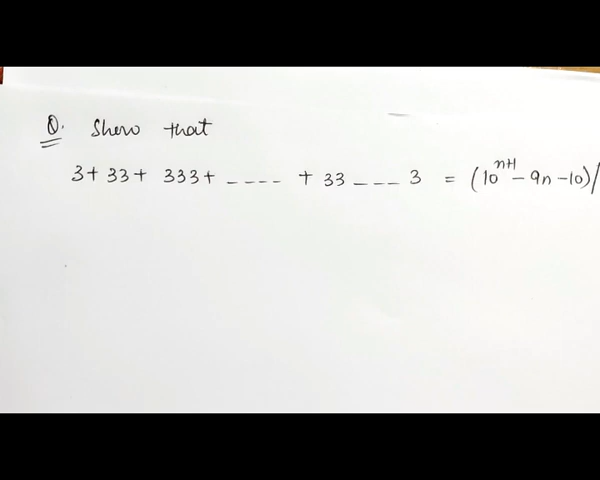 Q. Show that
3+ 33+ 333+ ---- + 33 --- 3 = (10^{n+1} - 9n - 10)/